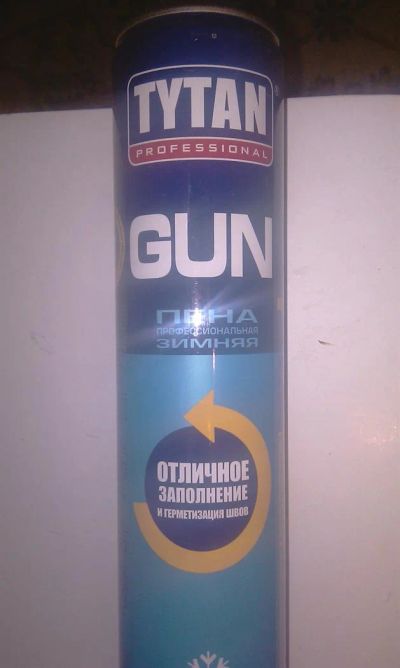 TYTAN
PROFESSIONAL
GUN
ПЕНА
ПРОФЕССИОНАЛЬНАЯ
ЗИМНЯЯ
ОТЛИЧНОЕ
ЗАПОЛНЕНИЕ
И ГЕРМЕТИЗАЦИЯ ШВОВ